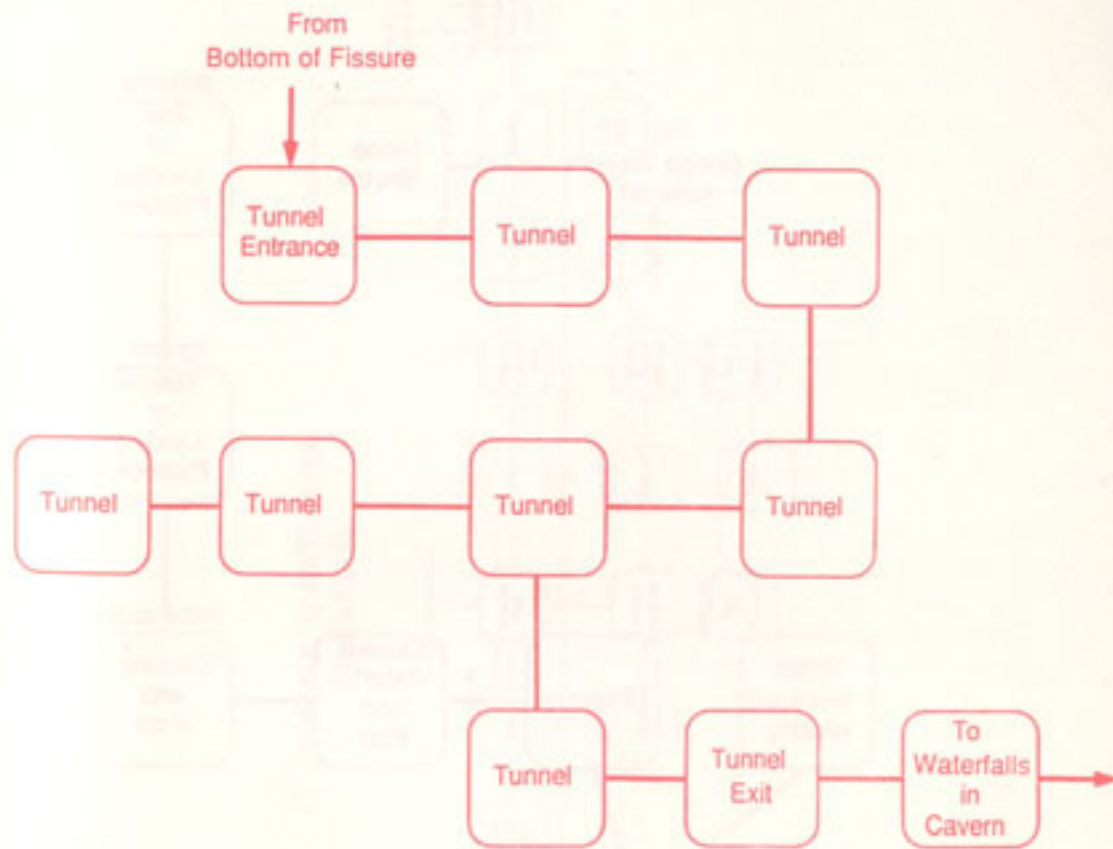 From
Bottom of Fissure
Tunnel
Entrance
Tunnel
Tunnel
Tunnel
Tunnel
Tunnel
Tunnel
Tunnel
Tunnel
Exit
To
Waterfalls
in
Cavern